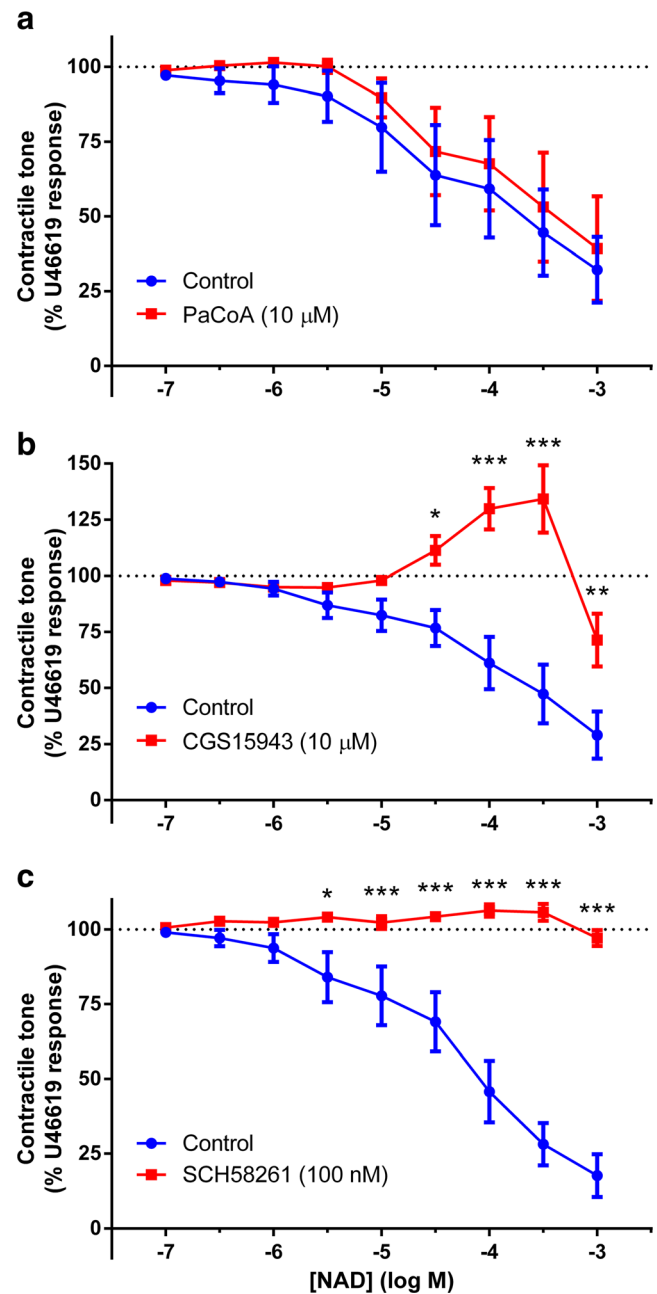 a
Contractile tone
(% U46619 response)
100
75
50
25
0
Control
PaCoA (10 μM)
-7 -6 -5 -4 -3
b
Contractile tone
(% U46619 response)
150
125
100
75
50
25
0
* *** *** **
Control
CGS15943 (10 μM)
-7 -6 -5 -4 -3
c
Contractile tone
(% U46619 response)
100
75
50
25
0
* *** *** *** *** ***
Control
SCH58261 (100 nM)
-7 -6 -5 -4 -3
[NAD] (log M)